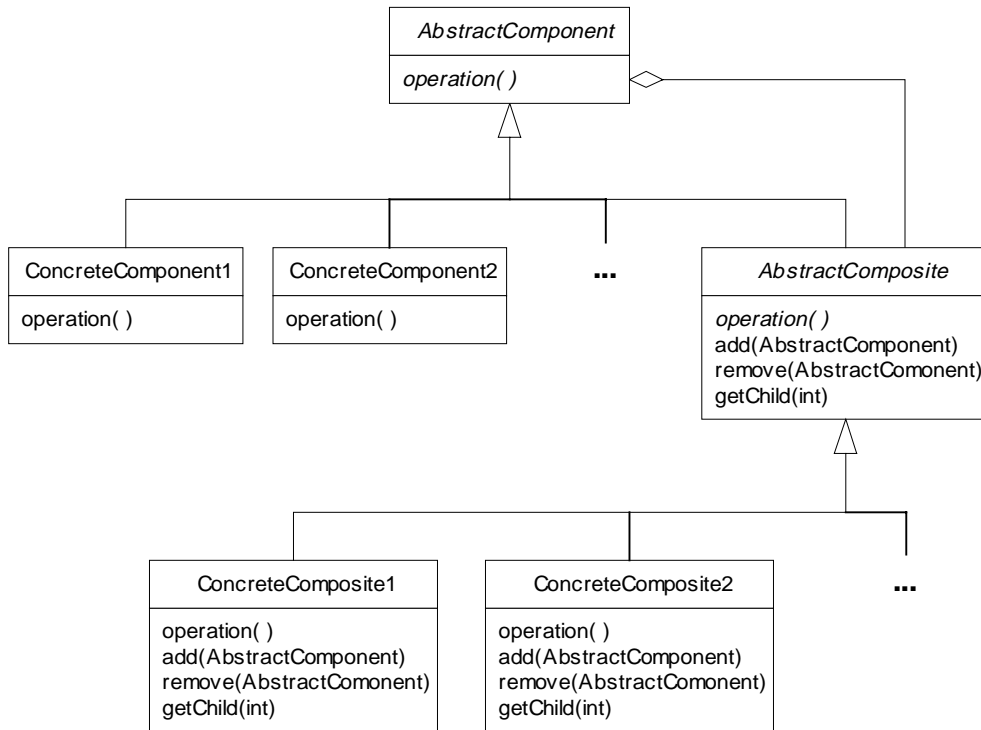 AbstractComponent
operation( )
ConcreteComponent1
operation( )
ConcreteComponent2
operation( )
...
AbstractComposite
operation( )
add(AbstractComponent)
remove(AbstractComonent)
getChild(int)
ConcreteComposite1
operation( )
add(AbstractComponent)
remove(AbstractComonent)
getChild(int)
ConcreteComposite2
operation( )
add(AbstractComponent)
remove(AbstractComonent)
getChild(int)
...